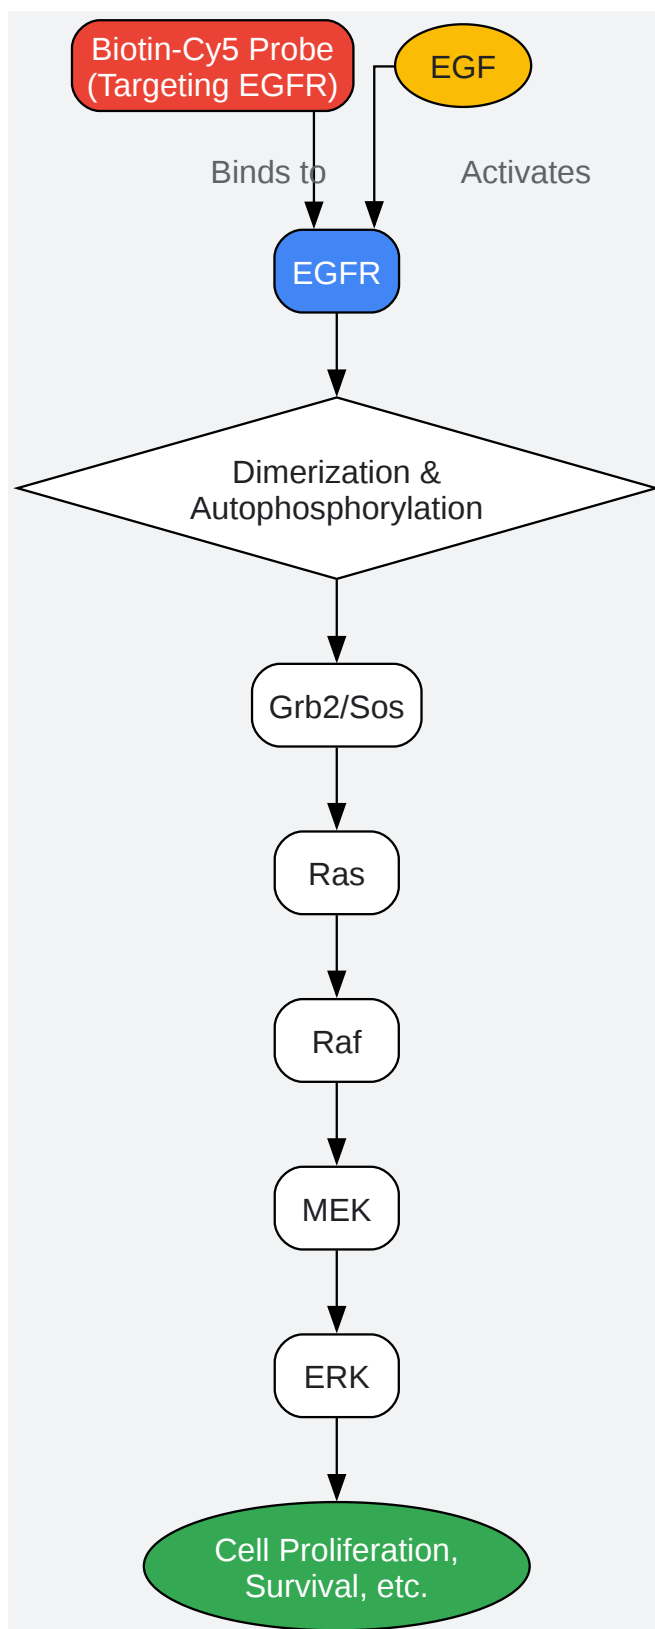 Biotin-Cy5 Probe
(Targeting EGFR)
EGF
Binds to
Activates
EGFR
Dimerization &
Autophosphorylation
Grb2/Sos
Ras
Raf
MEK
ERK
Cell Proliferation,
Survival, etc.